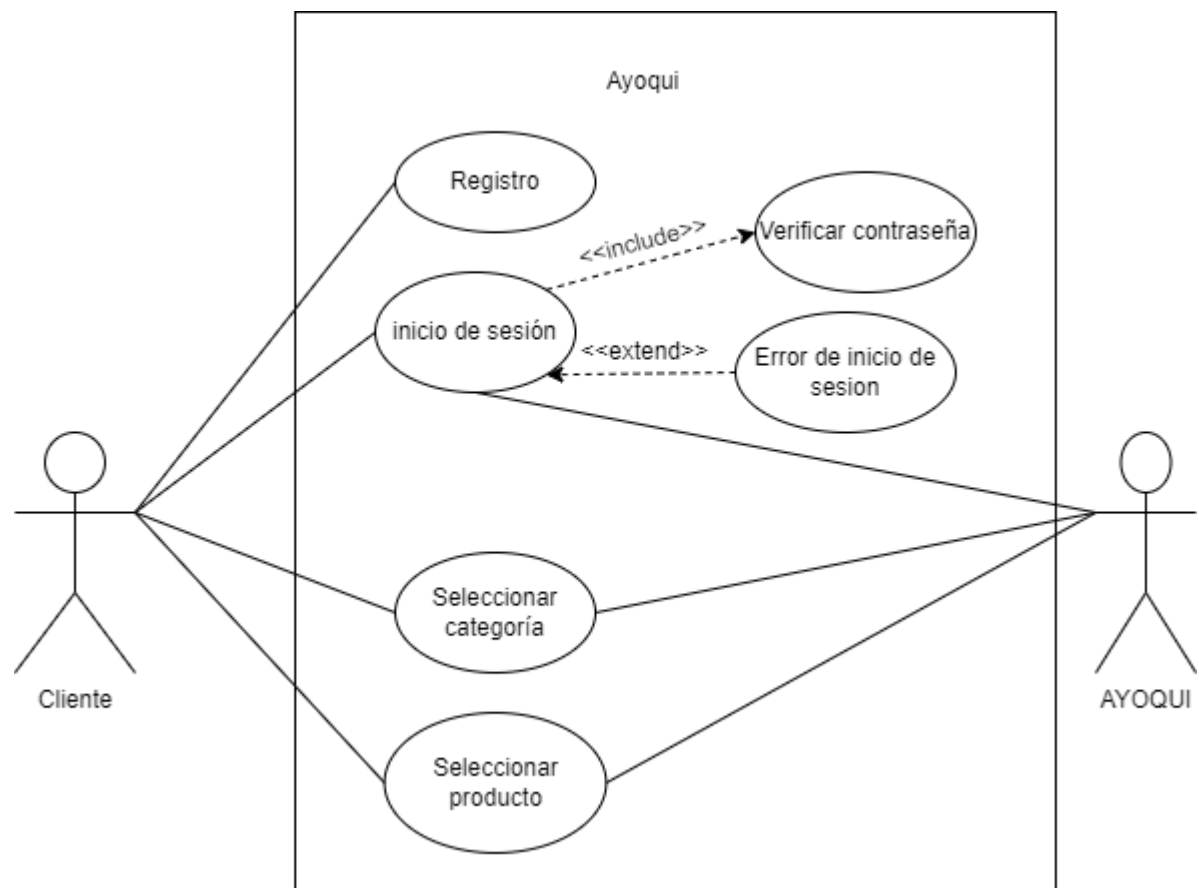 Ayoqui
Registro
<<include>>
Verificar contraseña
inicio de sesión
<<extend>>
Error de inicio de
sesion
Seleccionar
categoría
Cliente
AYOQUI
Seleccionar
producto